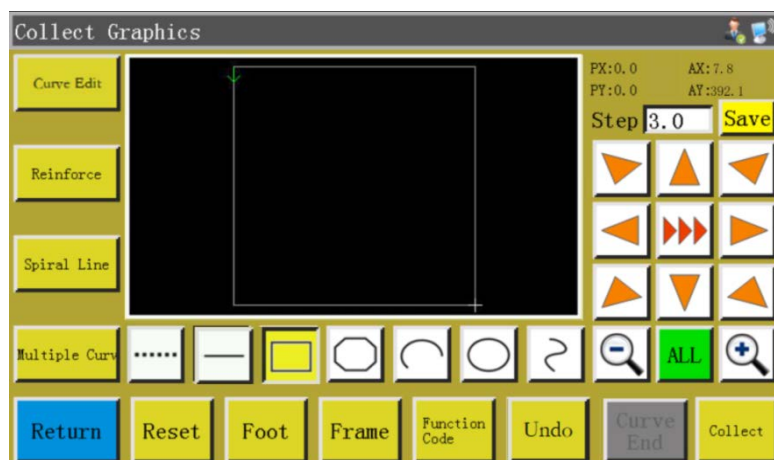 Collect Graphics
Curve Edit
PX:0.0 AX:7.8
PY:0.0 AY:392.1
Step 3.0 Save
Reinforce
Spiral Line
Multiple Curv
ALL
Return
Reset
Foot
Frame
Function
Code
Undo
Curve
End
Collect